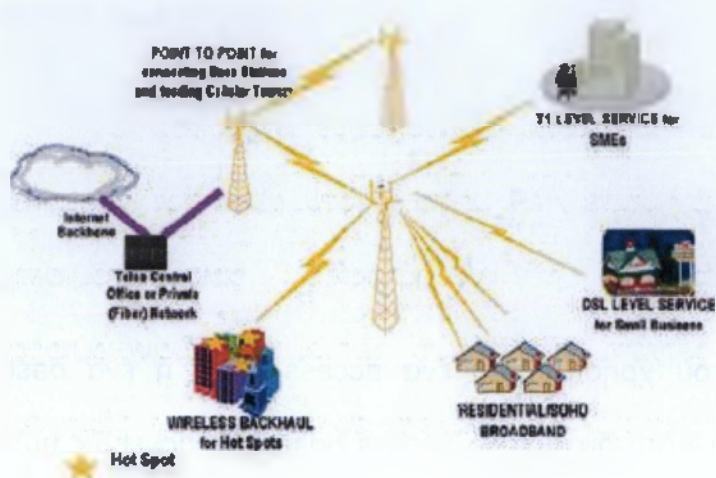 POINT TO POINT for
connecting Base Stations
and feeding Cellular Towers
T1 LEVEL SERVICE for
SMEs
Internet
Backbone
Telco Central
Office or Private
(Fiber) Network
DSL LEVEL SERVICE
for Small Business
WIRELESS BACKHAUL
for Hot Spots
RESIDENTIAL/SOHO
BROADBAND
Hot Spot